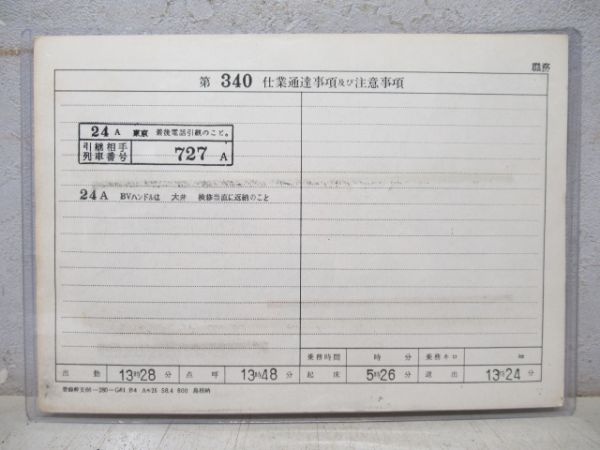 職務
第 340 仕業通達事項及び注意事項
24 A 東京 着後電話引継のこと。
引継相手列車番号 727 A
24 A BVハンドルは 大井 検修当直に返納のこと
乗務時間 時 分 乗務キロ
出勤 13時28分 点呼 13時48分 起床 5時26分 退出 13時24分